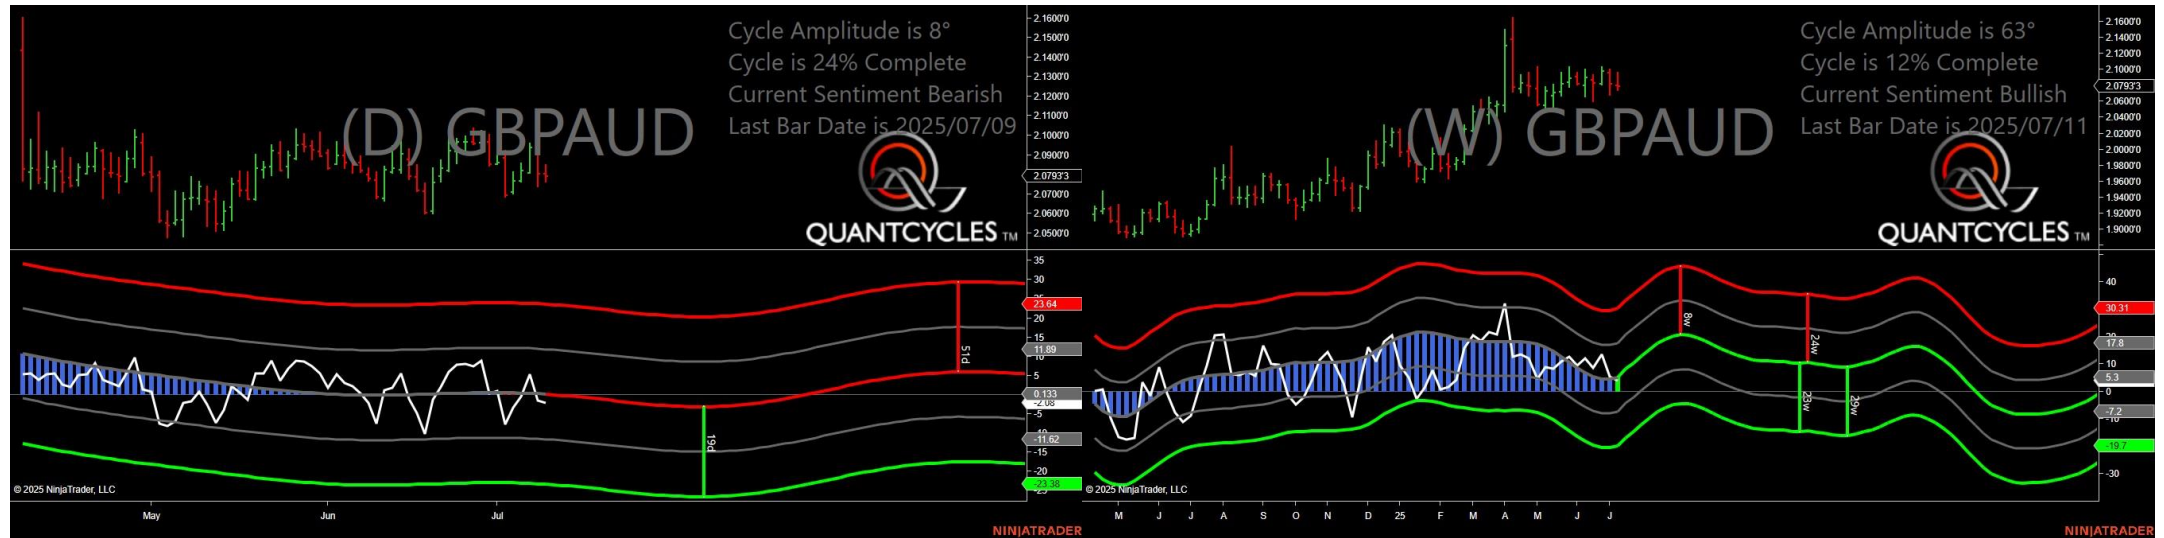 Cycle Amplitude is 8°
Cycle is 24% Complete
Current Sentiment Bearish
Last Bar Date is 2025/07/09
(D) GBPAUD
QUANTCYCLES TM
2.1600'0
2.1500'0
2.1400'0
2.1300'0
2.1200'0
2.1100'0
2.1000'0
2.0900'0
2.0793'3
2.0700'0
2.0600'0
2.0500'0
35
30
23.64
20
15
11.89
10
5
0.133
-2.08
-5
-11.62
-15
-20
-23.38
51d
19d
© 2025 NinjaTrader, LLC
May
Jun
Jul
NINJATRADER
Cycle Amplitude is 63°
Cycle is 12% Complete
Current Sentiment Bullish
Last Bar Date is 2025/07/11
(W) GBPAUD
QUANTCYCLES TM
2.1600'0
2.1400'0
2.1200'0
2.1000'0
2.0793'3
2.0600'0
2.0400'0
2.0200'0
2.0000'0
1.9800'0
1.9600'0
1.9400'0
1.9200'0
1.9000'0
40
30.31
20
17.8
10
5.3
0
-7.2
-10
-19.7
-30
8w
24w
23w
29w
© 2025 NinjaTrader, LLC
M
J
J
A
S
O
N
D
25
F
M
A
M
J
J
NINJATRADER